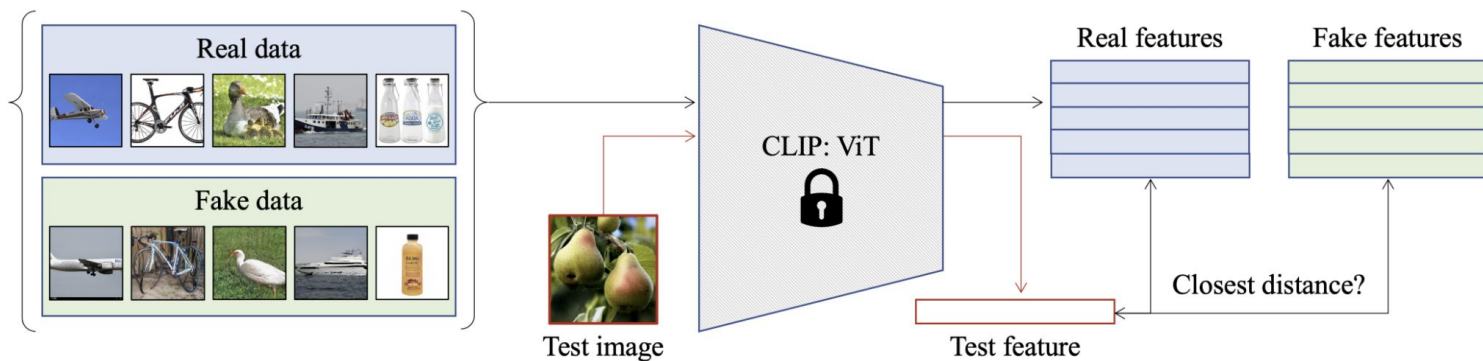 Real data
Fake data
Test image
CLIP: ViT
Real features
Fake features
Closest distance?
Test feature